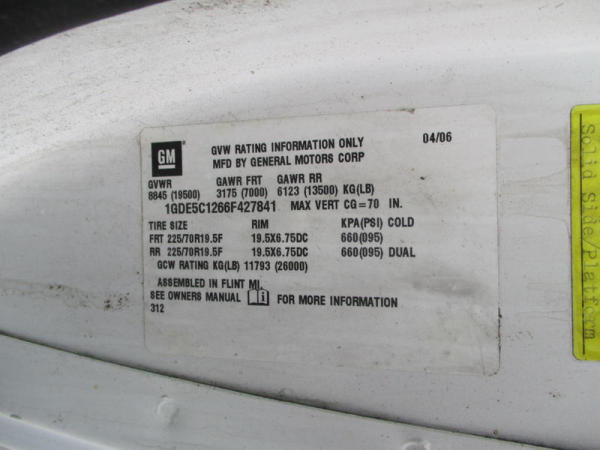 GM
GVW RATING INFORMATION ONLY 04/06
MFD BY GENERAL MOTORS CORP
GVWR GAWR FRT GAWR RR
8845 (19500) 3175 (7000) 6123 (13500) KG(LB)
1GDE5C1266F427841 MAX VERT CG=70 IN.
TIRE SIZE RIM KPA(PSI) COLD
FRT 225/70R19.5F 19.5X6.75DC 660(095)
RR 225/70R19.5F 19.5X6.75DC 660(095) DUAL
GCW RATING KG(LB) 11793 (26000)
ASSEMBLED IN FLINT MI.
SEE OWNERS MANUAL FOR MORE INFORMATION
312
Solid Side/Platform